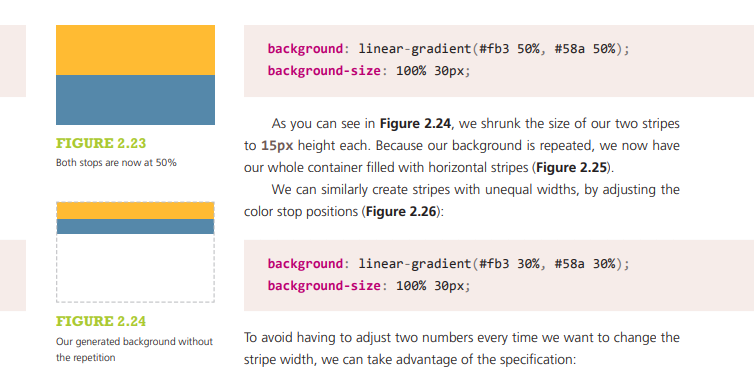 background: linear-gradient(#fb3 50%, #58a 50%);
background-size: 100% 30px;
FIGURE 2.23
Both stops are now at 50%
As you can see in Figure 2.24, we shrunk the size of our two stripes
to 15px height each. Because our background is repeated, we now have
our whole container filled with horizontal stripes (Figure 2.25).
We can similarly create stripes with unequal widths, by adjusting the
color stop positions (Figure 2.26):
background: linear-gradient(#fb3 30%, #58a 30%);
background-size: 100% 30px;
FIGURE 2.24
Our generated background without
the repetition
To avoid having to adjust two numbers every time we want to change the
stripe width, we can take advantage of the specification: